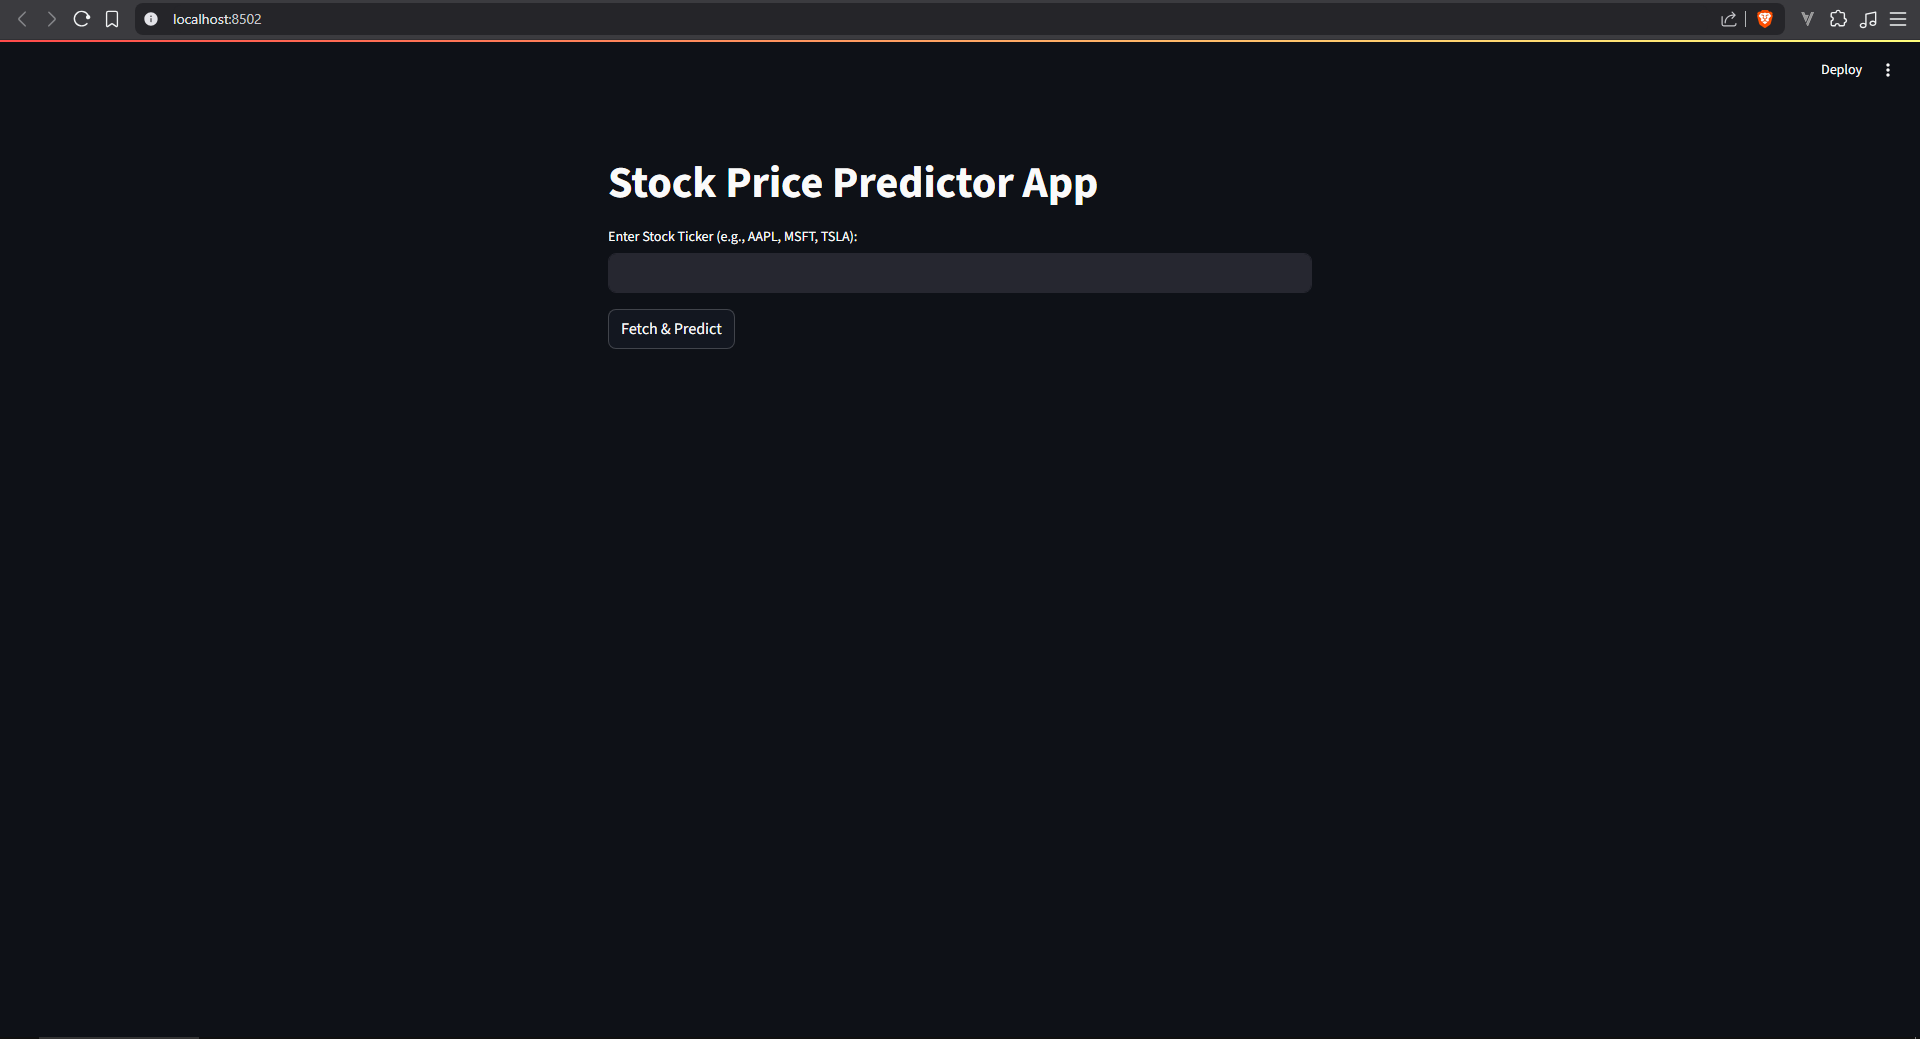 localhost:8502
Deploy
Stock Price Predictor App
Enter Stock Ticker (e.g., AAPL, MSFT, TSLA):
Fetch & Predict